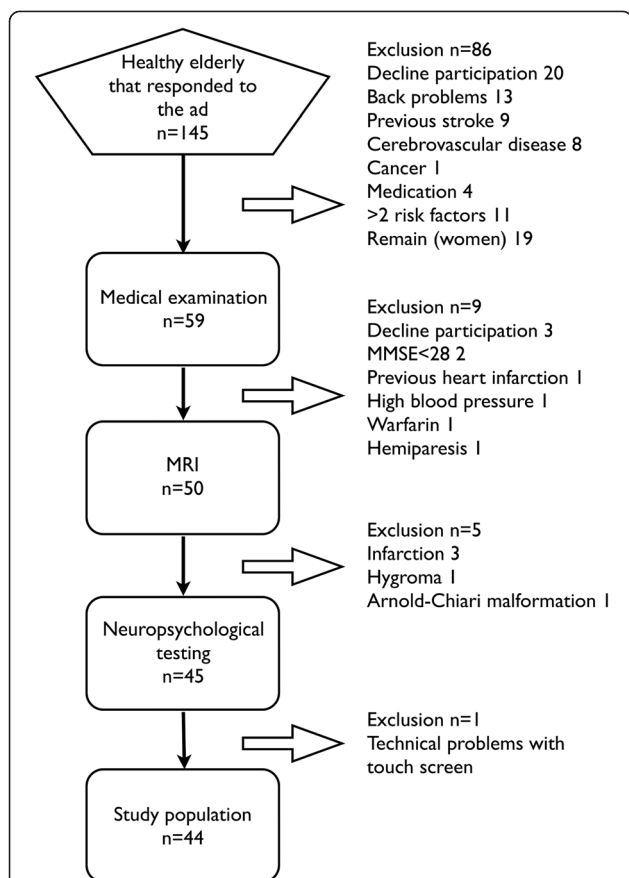 Healthy elderly
that responded to
the ad
n=145
Exclusion n=86
Decline participation 20
Back problems 13
Previous stroke 9
Cerebrovascular disease 8
Cancer 1
Medication 4
>2 risk factors 11
Remain (women) 19
Medical examination
n=59
Exclusion n=9
Decline participation 3
MMSE<28 2
Previous heart infarction 1
High blood pressure 1
Warfarin 1
Hemiparesis 1
MRI
n=50
Exclusion n=5
Infarction 3
Hygroma 1
Arnold-Chiari malformation 1
Neuropsychological
testing
n=45
Exclusion n=1
Technical problems with
touch screen
Study population
n=44